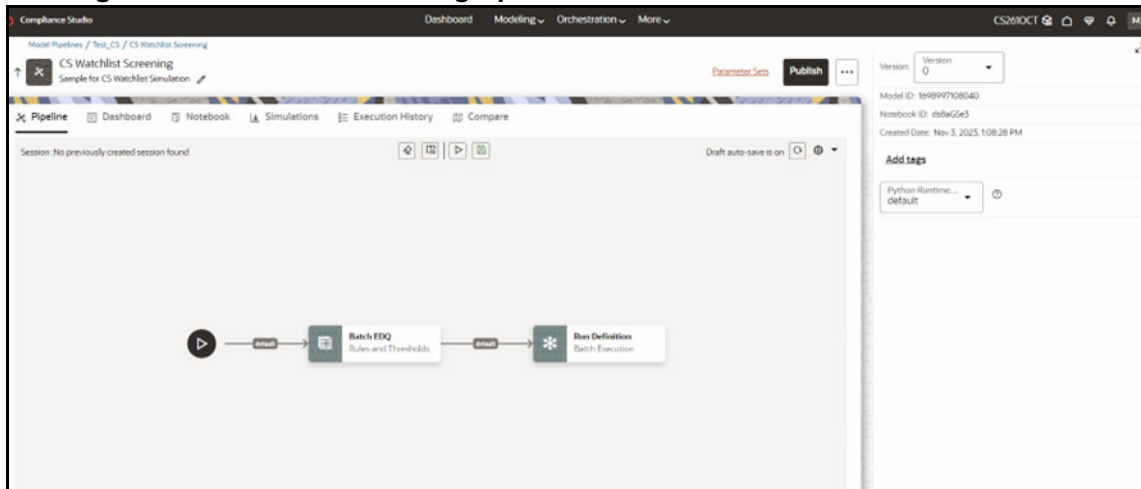 Compliance Studio
Dashboard Modeling Orchestration More
CS2610OCT
Model Pipelines / Test_CS / CS Watchlist Screening
CS Watchlist Screening
Sample for CS Watchlist Simulation
Parameter Sets
Publish
Version:
Version
0
Model ID: 1698997108040
Notebook ID: ds8aG5e3
Created Date: Nov 3, 2023, 1:08:28 PM
Add tags
Python Runtime...
default
Pipeline Dashboard Notebook Simulations Execution History Compare
Session :No previously created session found
Draft auto-save is on
default
Batch EDQ
Rules and Thresholds
default
Run Definition
Batch Execution